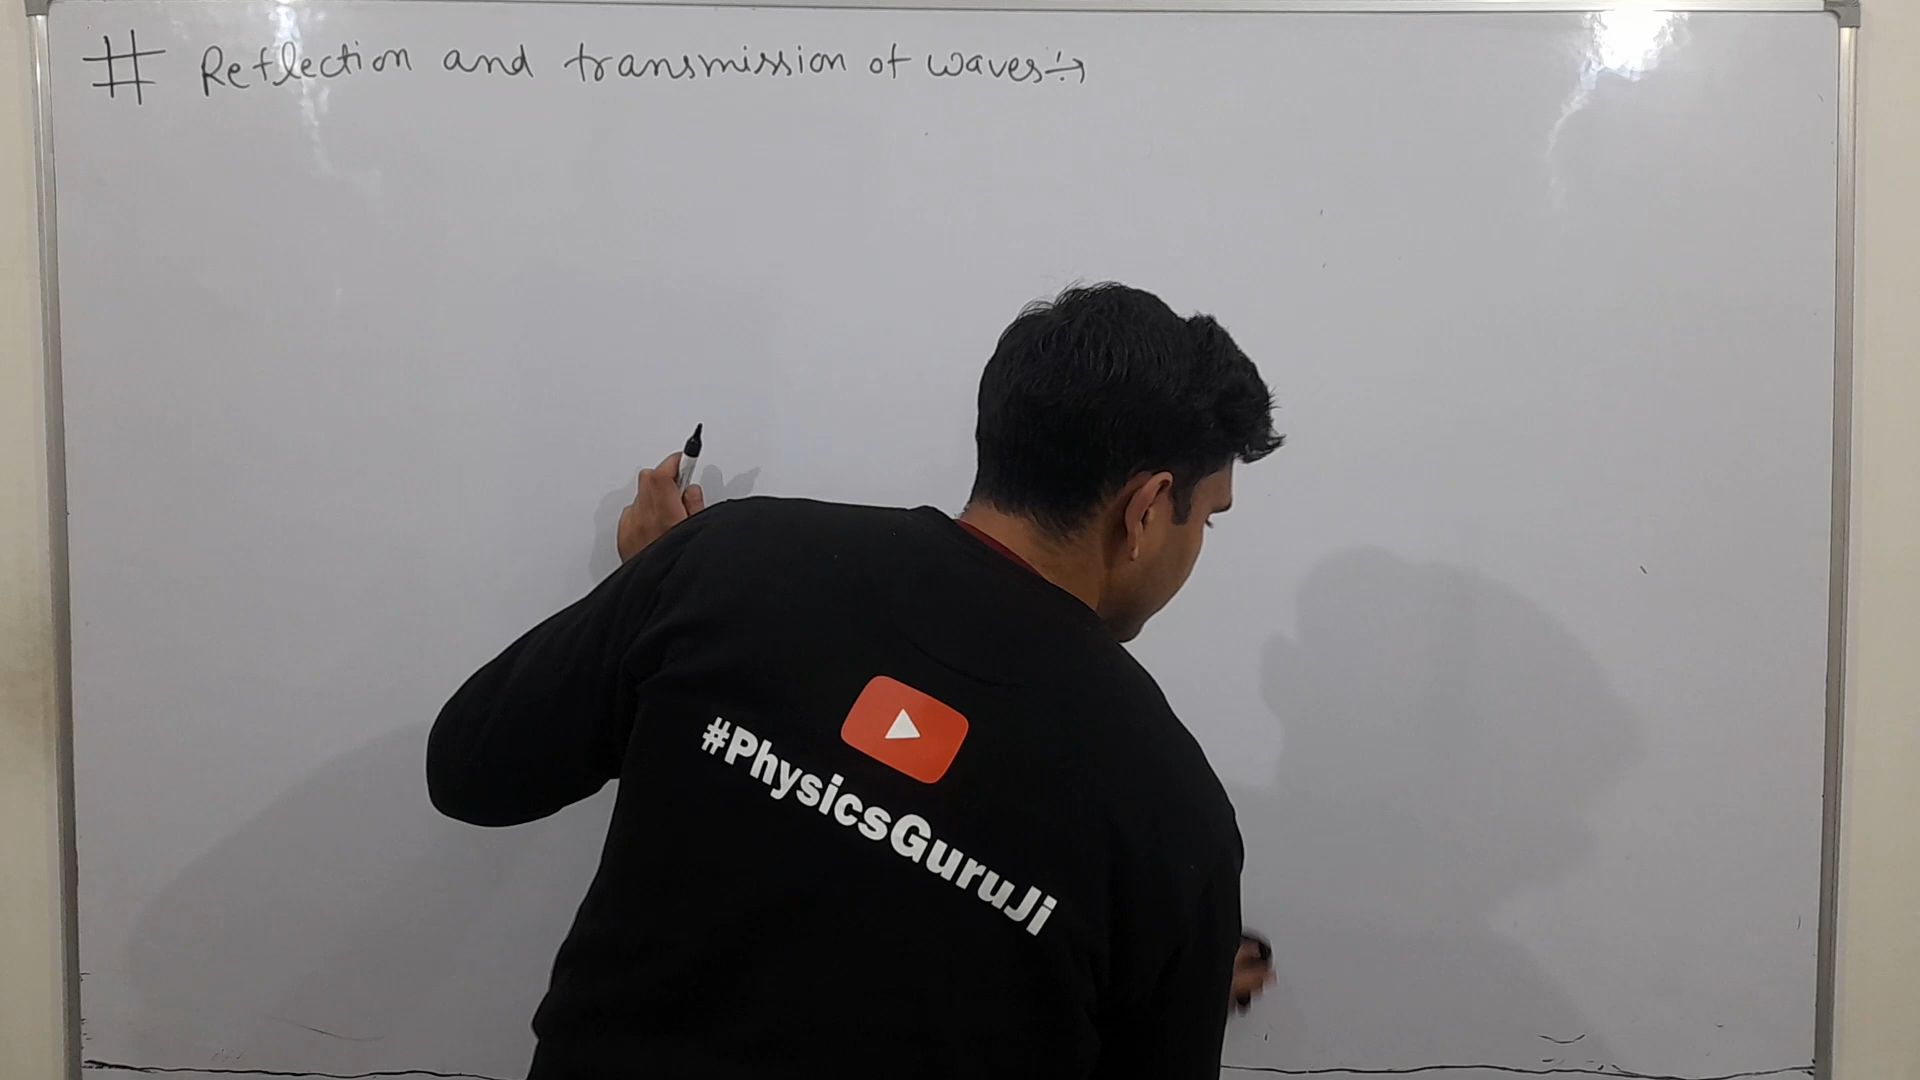 # Reflection and transmission of waves:→
#PhysicsGuruJi